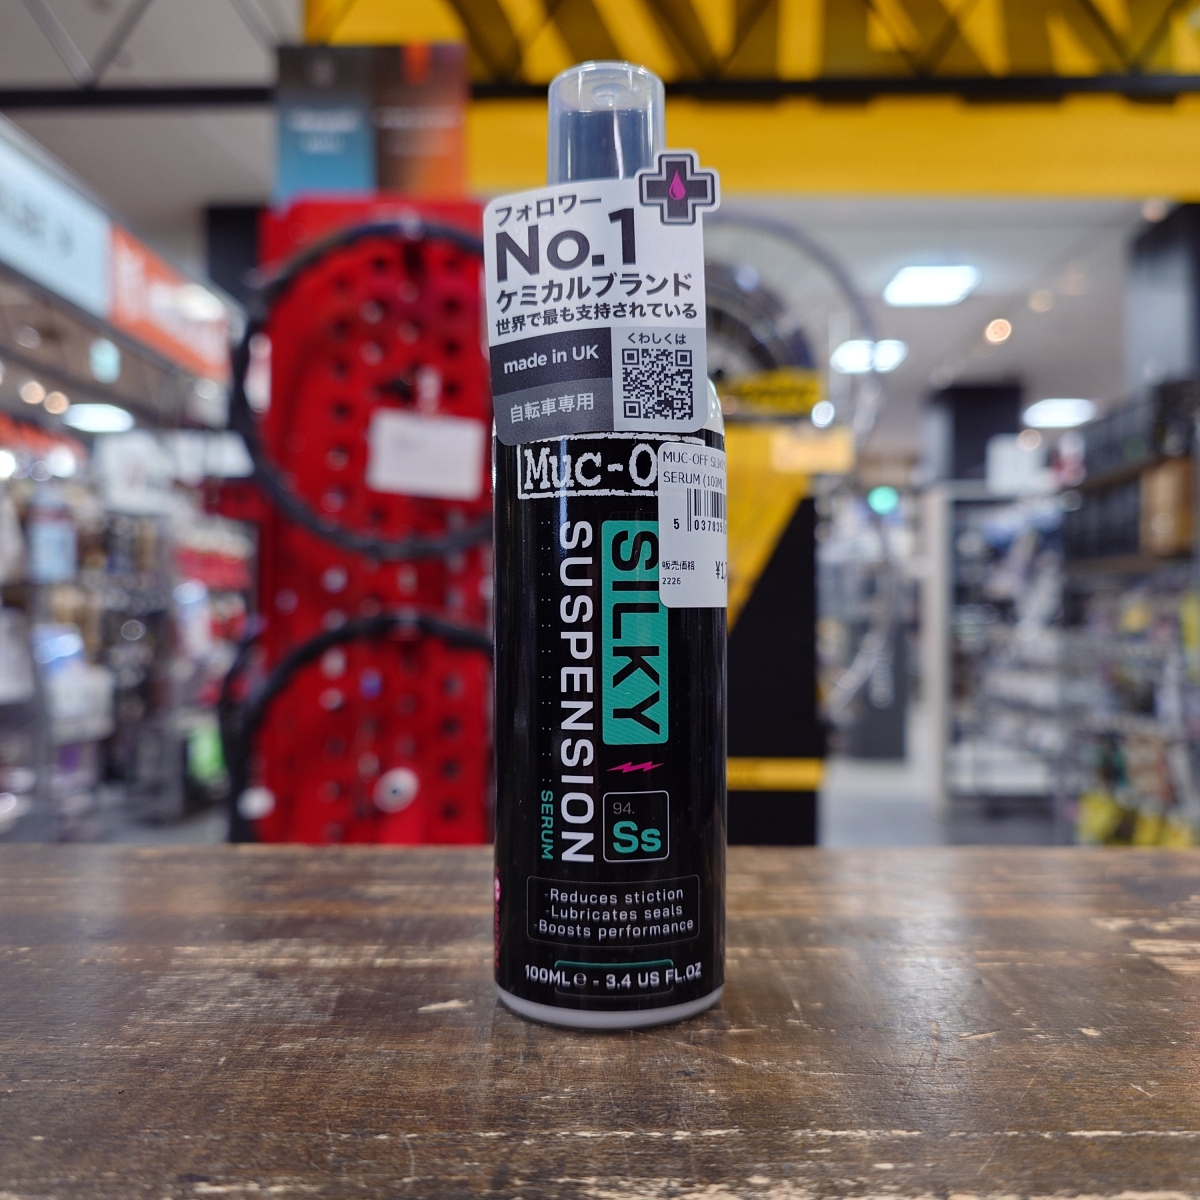 フォロワー
No.1
ケミカルブランド
世界で最も支持されている
made in UK
くわしくは
自転車専用
Muc-O
MUC-OFF SILKY
SERUM (100ML
5 037835
販売価格
2226
SILKY
SUSPENSION
SERUM
94.
Ss
-Reduces stiction
-Lubricates seals
-Boosts performance
100ML℮ - 3.4 US FL.OZ